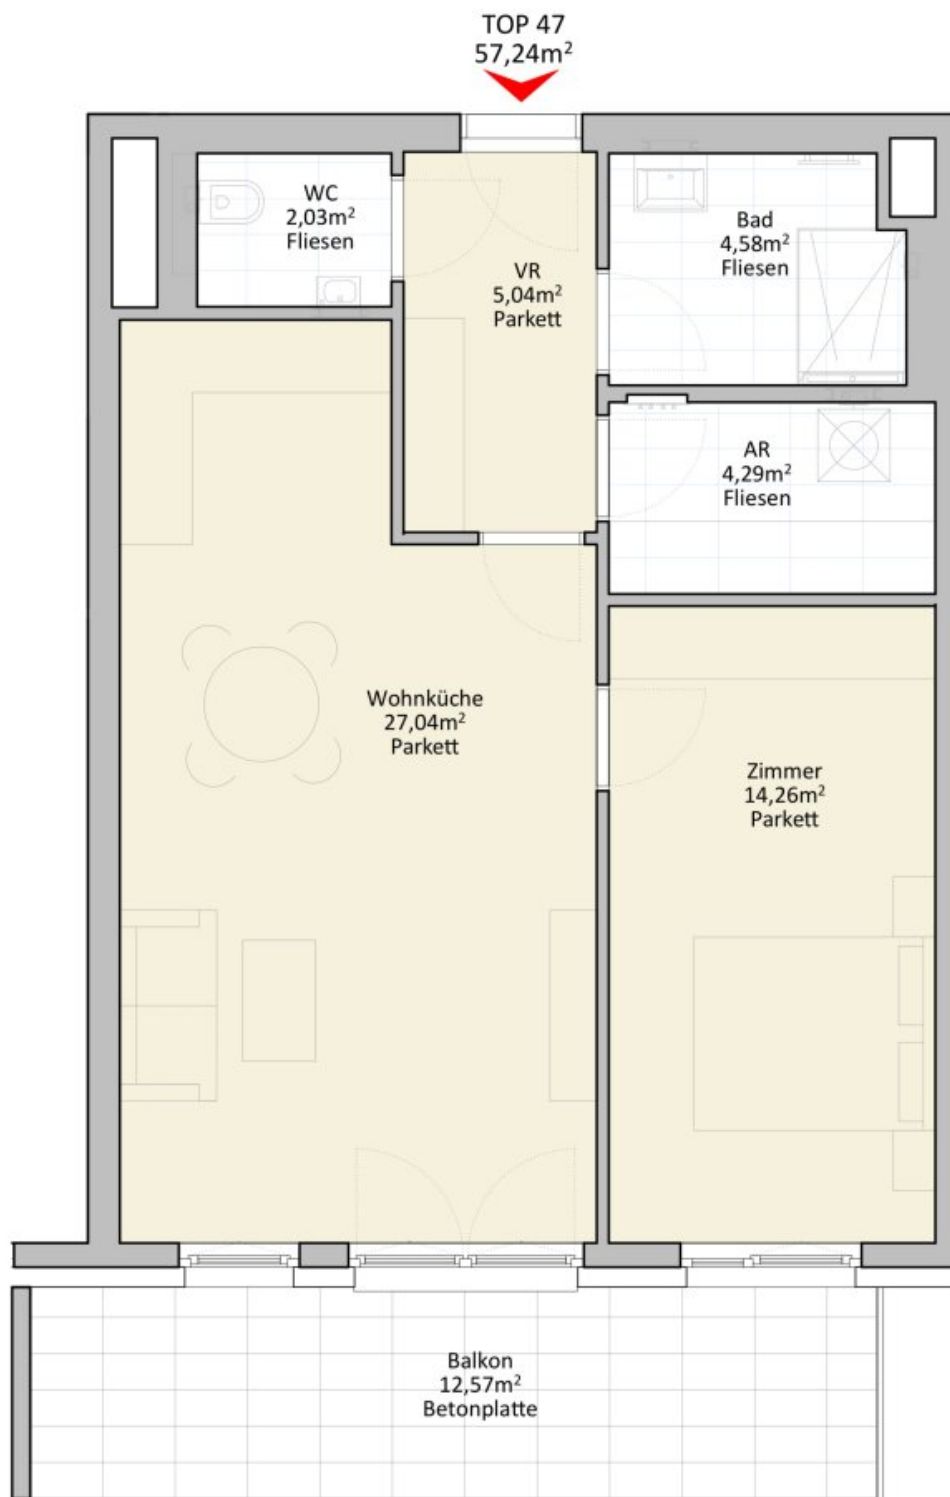 TOP 47
57,24m²
WC
2,03m²
Fliesen
VR
5,04m²
Parkett
Bad
4,58m²
Fliesen
AR
4,29m²
Fliesen
Wohnküche
27,04m²
Parkett
Zimmer
14,26m²
Parkett
Balkon
12,57m²
Betonplatte